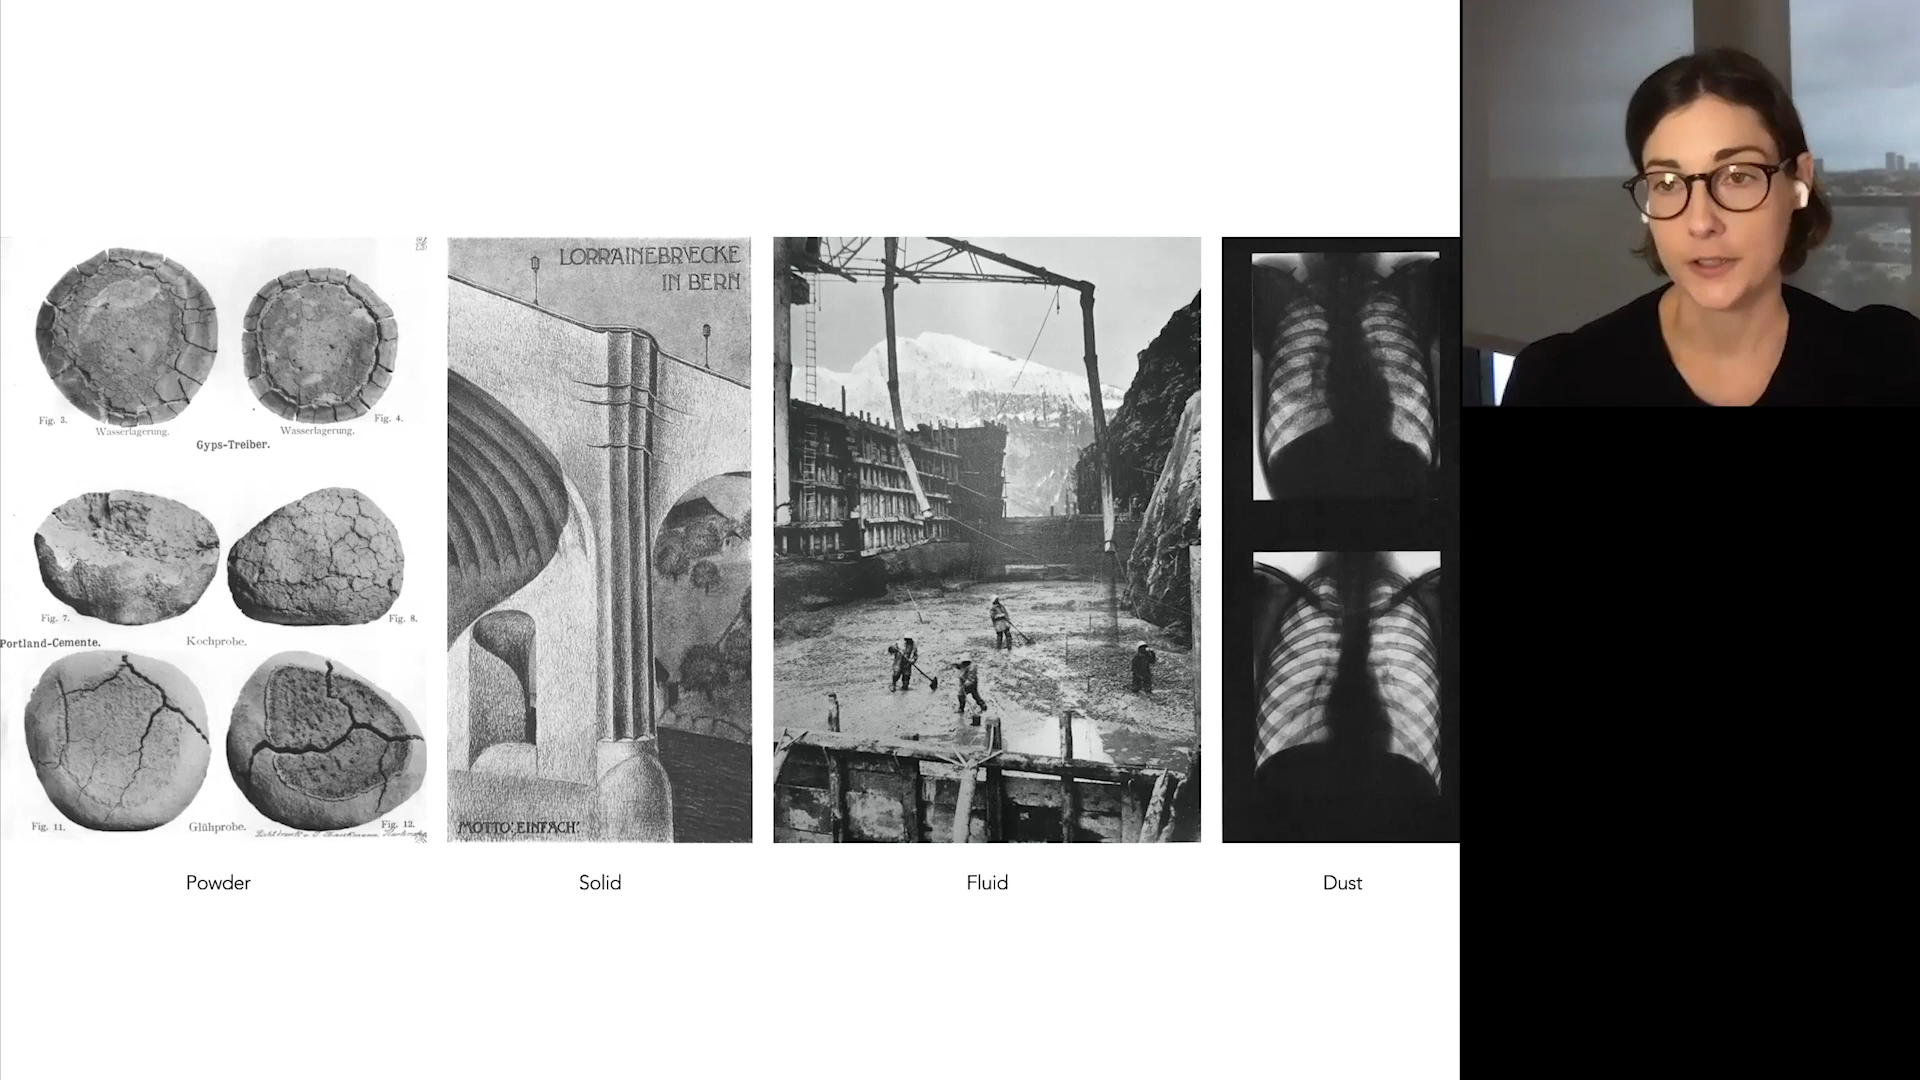 Fig. 3.
Wasserlagerung.
Wasserlagerung.
Fig. 4.
Gyps-Treiber.
Fig. 7.
Fig. 8.
Portland-Cemente.
Kochprobe.
Fig. 11.
Glühprobe.
Fig. 12.
LORRAINEBRVECKE
IN BERN
MOTTO: 'EINFACH'.
Powder
Solid
Fluid
Dust